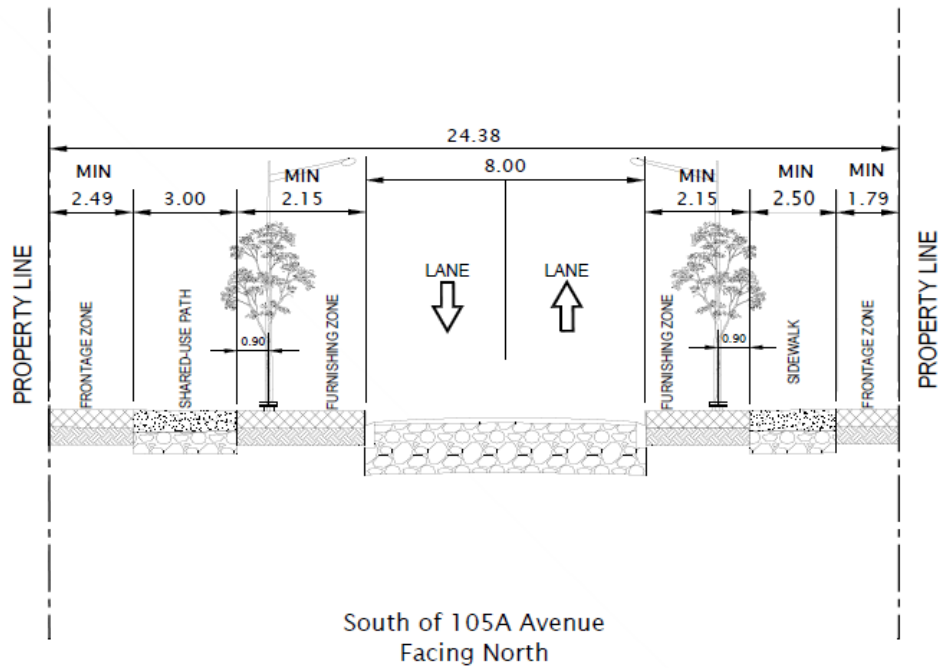 24.38
MIN
8.00
MIN
MIN
MIN
MIN
2.49
3.00
2.15
2.15
2.50
1.79
PROPERTY LINE
FRONTAGE ZONE
SHARED-USE PATH
0.90
FURNISHING ZONE
LANE
LANE
FURNISHING ZONE
0.90
SIDEWALK
FRONTAGE ZONE
PROPERTY LINE
South of 105A Avenue
Facing North